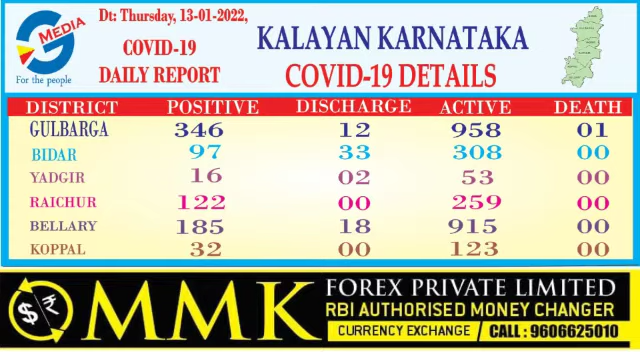 G MEDIA
For the people
Dt: Thursday, 13-01-2022,
COVID-19
DAILY REPORT
KALAYAN KARNATAKA
COVID-19 DETAILS
DISTRICT POSITIVE DISCHARGE ACTIVE DEATH
GULBARGA 346 12 958 01
BIDAR 97 33 308 00
YADGIR 16 02 53 00
RAICHUR 122 00 259 00
BELLARY 185 18 915 00
KOPPAL 32 00 123 00
$ ₹
MMK
FOREX PRIVATE LIMITED
RBI AUTHORISED MONEY CHANGER
CURRENCY EXCHANGE / CALL : 9606625010